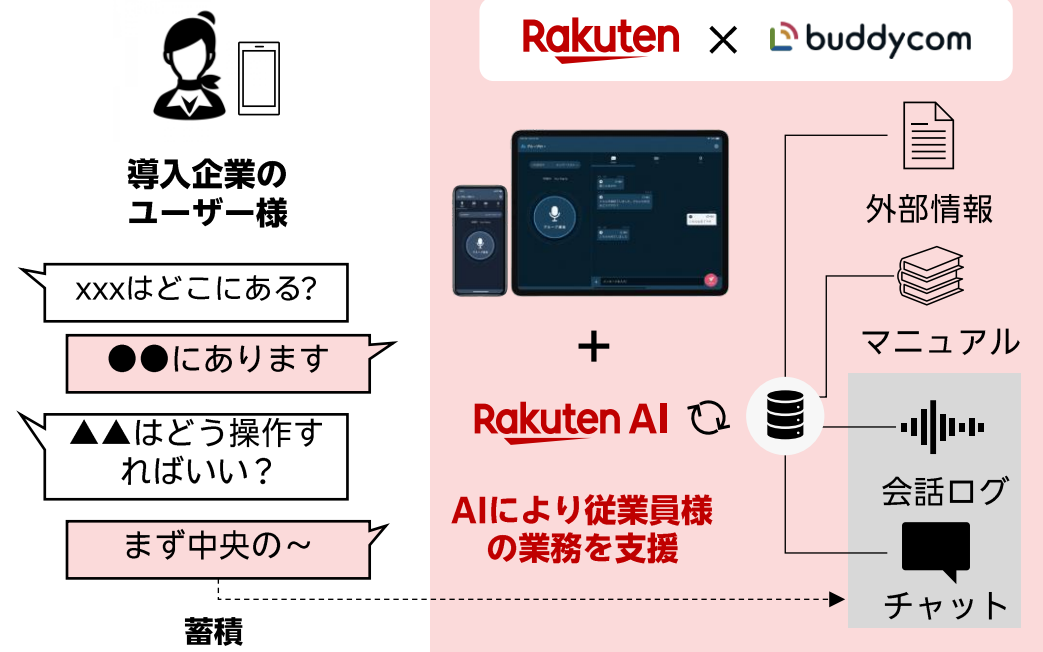 導入企業の
ユーザー様
xxxはどこにある?
●●にあります
▲▲はどう操作す
ればいい？
まず中央の～
蓄積
Rakuten × buddycom
+
Rakuten AI
AIにより従業員様
の業務を支援
外部情報
マニュアル
会話ログ
チャット